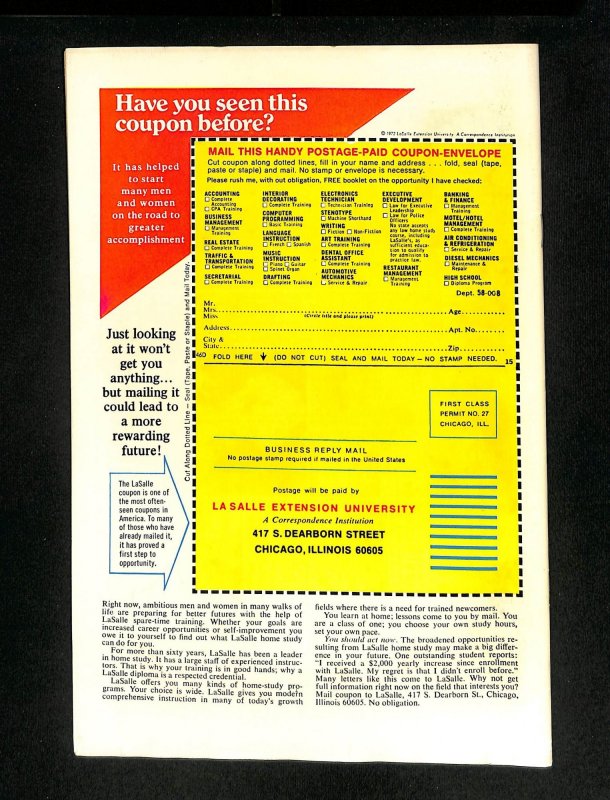 Have you seen this
coupon before?
© 1973 LaSalle Extension University A Correspondence Institution
It has helped
to start
many men
and women
on the road to
greater
accomplishment
MAIL THIS HANDY POSTAGE-PAID COUPON-ENVELOPE
Cut coupon along dotted lines, fill in your name and address . . . fold, seal (tape,
paste or staple) and mail. No stamp or envelope is necessary.
Please rush me, with out obligation, FREE booklet on the opportunity I have checked:
ACCOUNTING
Complete
Accounting
CPA Training
BUSINESS
MANAGEMENT
Management
Training
REAL ESTATE
Complete Training
TRAFFIC &
TRANSPORTATION
Complete Training
SECRETARIAL
INTERIOR
DECORATING
Complete Training
COMPUTER
PROGRAMMING
Basic Training
LANGUAGE
INSTRUCTION
French Spanish
MUSIC
INSTRUCTION
Piano Guitar
Spinet Organ
DRAFTING
Complete Training
ELECTRONICS
TECHNICIAN
Technician Training
STENOTYPE
Machine Shorthand
WRITING
Fiction Non-Fiction
ART TRAINING
Complete Training
DENTAL OFFICE
ASSISTANT
Complete Training
AUTOMOTIVE
MECHANICS
Service & Repair
EXECUTIVE
DEVELOPMENT
Law for Executive
Leadership
Law for Police
Officers
No state accepts
any law home study
course, including
LaSalle's, as
sufficient educa-
tion to qualify
for admission to
practice law.
RESTAURANT
MANAGEMENT
Management
Training
BANKING
& FINANCE
Management
Training
MOTEL/HOTEL
MANAGEMENT
Complete Training
AIR CONDITIONING
& REFRIGERATION
Service & Repair
DIESEL MECHANICS
Maintenance &
Repair
HIGH SCHOOL
Diploma Program
Dept. 58-008
Mr.
Mrs. Age
Miss (Circle title and please print)
Address Apt. No.
City &
State Zip
46D FOLD HERE (DO NOT CUT) SEAL AND MAIL TODAY – NO STAMP NEEDED. 15
Cut Along Dotted Line – Seal (Tape, Paste or Staple) and Mail Today
Just looking
at it won't
get you
anything...
but mailing it
could lead to
a more
rewarding
future!
The LaSalle
coupon is one of
the most often-
seen coupons in
America. To many
of those who have
already mailed it,
it has proved a
first step to
opportunity.
FIRST CLASS
PERMIT NO. 27
CHICAGO, ILL.
BUSINESS REPLY MAIL
No postage stamp required if mailed in the United States
Postage will be paid by
LA SALLE EXTENSION UNIVERSITY
A Correspondence Institution
417 S. DEARBORN STREET
CHICAGO, ILLINOIS 60605
Right now, ambitious men and women in many walks of
life are preparing for better futures with the help of
LaSalle spare-time training. Whether your goals are
increased career opportunities or self-improvement you
owe it to yourself to find out what LaSalle home study
can do for you.
For more than sixty years, LaSalle has been a leader
in home study. It has a large staff of experienced instruc-
tors. That is why your training is in good hands; why a
LaSalle diploma is a respected credential.
LaSalle offers you many kinds of home-study pro-
grams. Your choice is wide. LaSalle gives you modern
comprehensive instruction in many of today's growth
fields where there is a need for trained newcomers.
You learn at home; lessons come to you by mail. You
are a class of one; you choose your own study hours,
set your own pace.
You should act now. The broadened opportunities re-
sulting from LaSalle home study may make a big differ-
ence in your future. One outstanding student reports:
"I received a $2,000 yearly increase since enrollment
with LaSalle. My regret is that I didn't enroll before."
Many letters like this come to LaSalle. Why not get
full information right now on the field that interests you?
Mail coupon to LaSalle, 417 S. Dearborn St., Chicago,
Illinois 60605. No obligation.